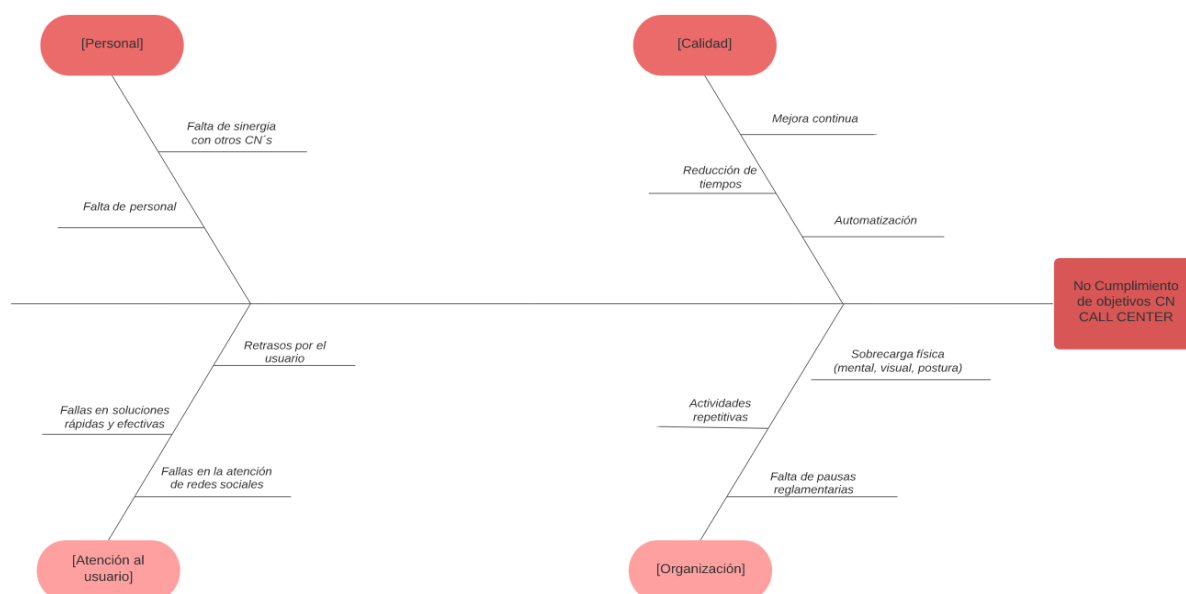 [Personal]
[Calidad]
Falta de sinergia
con otros CN´s
Mejora continua
Reducción de
tiempos
Falta de personal
Automatización
No Cumplimiento
de objetivos CN
CALL CENTER
Retrasos por el
usuario
Sobrecarga física
(mental, visual, postura)
Fallas en soluciones
rápidas y efectivas
Actividades
repetitivas
Fallas en la atención
de redes sociales
Falta de pausas
reglamentarias
[Atención al
usuario]
[Organización]